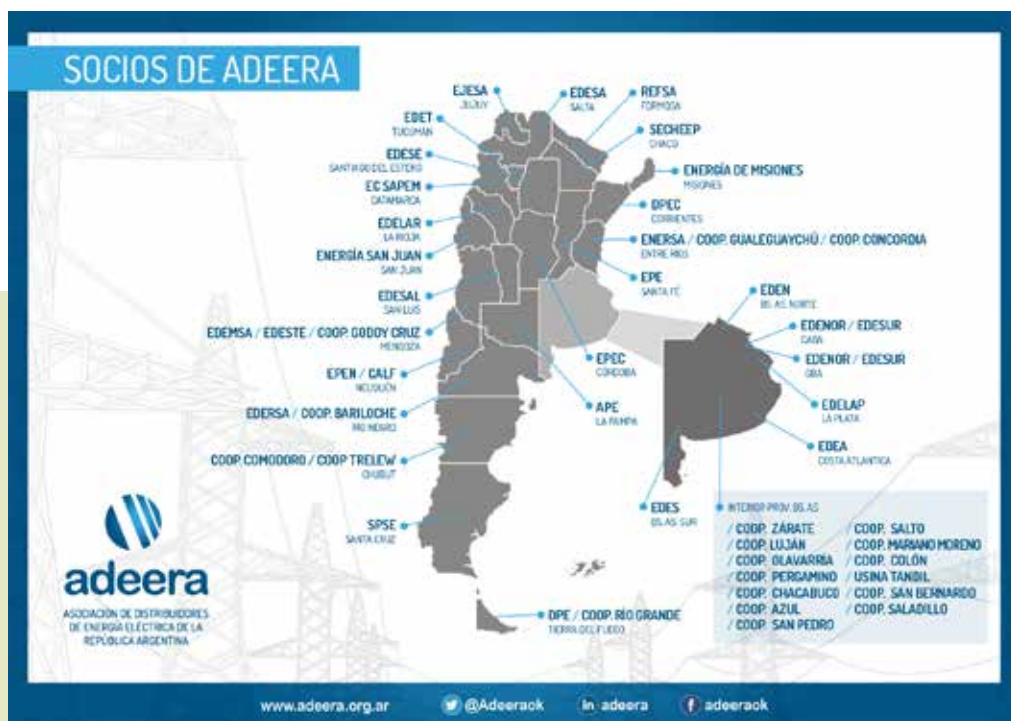 SOCIOS DE ADEERA
EJESA
JUJUY
EDESA
SALTA
REFSA
FORMOSA
EDET
TUCUMÁN
SECHEEP
CHACO
EDESE
SANTIAGO DEL ESTERO
ENERGÍA DE MISIONES
MISIONES
EC SAPEM
CATAMARCA
DPEC
CORRIENTES
EDELAR
LA RIOJA
ENERSA / COOP. GUALEGUAYCHÚ / COOP. CONCORDIA
ENTRE RÍOS
ENERGÍA SAN JUAN
SAN JUAN
EPE
SANTA FÉ
EDESAL
SAN LUIS
EDEN
BS. AS. NORTE
EDEMSA / EDESTE / COOP. GODOY CRUZ
MENDOZA
EDENOR / EDESUR
CABA
EPEN / CALF
NEUQUÉN
EPEC
CÓRDOBA
EDENOR / EDESUR
GBA
EDERSA / COOP. BARILOCHE
RÍO NEGRO
APE
LA PAMPA
EDELAP
LA PLATA
EDEA
COSTA ATLANTICA
COOP. COMODORO / COOP TRELEW
CHUBUT
EDES
BS. AS. SUR
SPSE
SANTA CRUZ
INTERIOR PROV. BS. AS
/ COOP. ZÁRATE
/ COOP. LUJÁN
/ COOP. OLAVARRÍA
/ COOP. PERGAMINO
/ COOP. CHACABUCO
/ COOP. AZUL
/ COOP. SAN PEDRO
/ COOP. SALTO
/ COOP. MARIANO MORENO
/ COOP. COLÓN
/ USINA TANDIL
/ COOP. SAN BERNARDO
/ COOP. SALADILLO
DPE / COOP. RÍO GRANDE
TIERRA DEL FUEGO
adeera
ASOCIACIÓN DE DISTRIBUIDORES
DE ENERGÍA ELÉCTRICA DE LA
REPÚBLICA ARGENTINA
www.adeera.org.ar
@Adeeraok
in adeera
f adeeraok